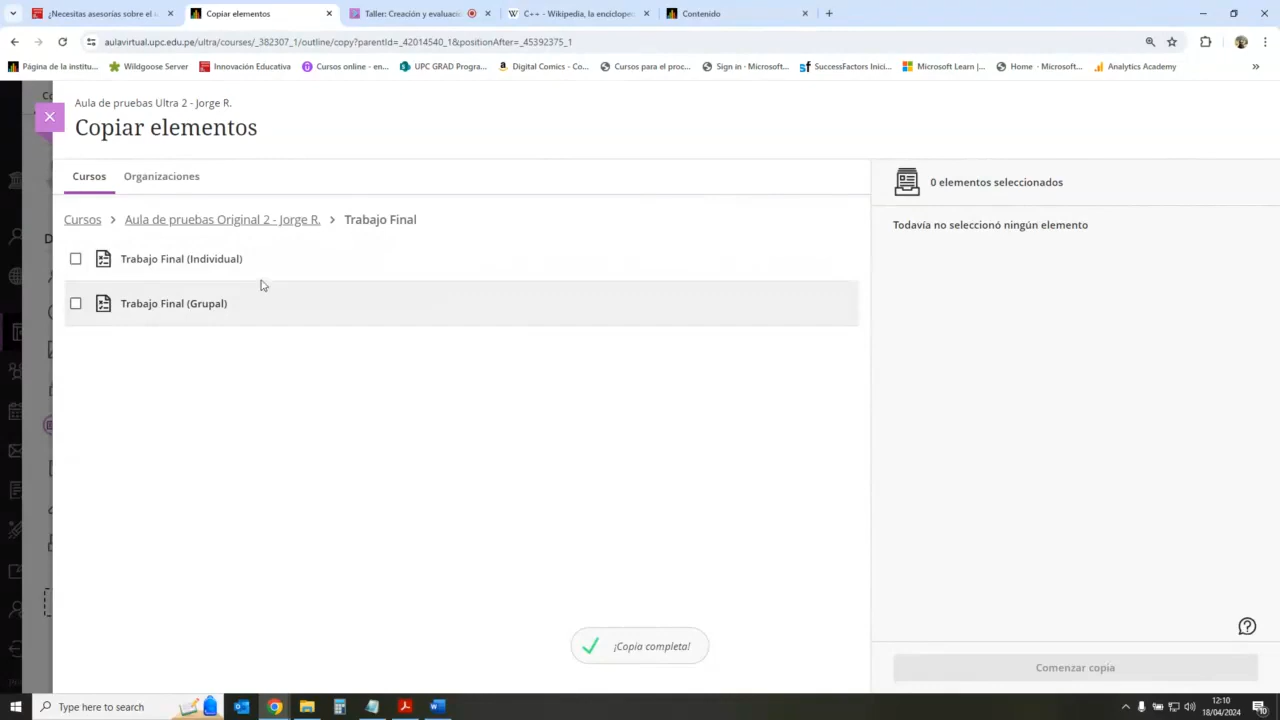 ¿Necesitas asesorías sobre el
Copiar elementos
Taller: Creación y evaluaci
C++ - Wikipedia, la enciclope
Contenido
aulavirtual.upc.edu.pe/ultra/courses/_382307_1/outline/copy?parentId=_42014540_1&positionAfter=_45392375_1
Página de la institu...
Wildgoose Server
Innovación Educativa
Cursos online - en...
UPC GRAD Progra...
Digital Comics - Co...
Cursos para el proc...
Sign in - Microsoft...
SuccessFactors Inici...
Microsoft Learn |...
Home · Microsoft...
Analytics Academy
Aula de pruebas Ultra 2 - Jorge R.
Copiar elementos
Cursos
Organizaciones
0 elementos seleccionados
Cursos > Aula de pruebas Original 2 - Jorge R. > Trabajo Final
Todavía no seleccionó ningún elemento
Trabajo Final (Individual)
Trabajo Final (Grupal)
¡Copia completa!
Comenzar copia
Type here to search
12:10
18/04/2024